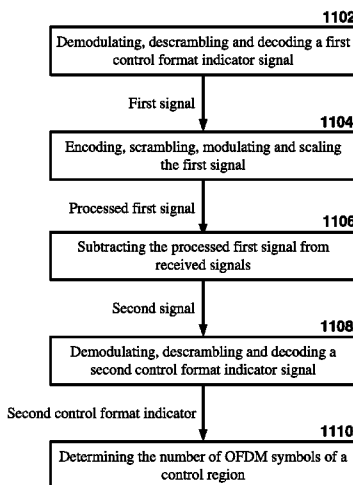 1102
Demodulating, descrambling and decoding a first
control format indicator signal
First signal
1104
Encoding, scrambling, modulating and scaling
the first signal
Processed first signal
1106
Subtracting the processed first signal from
received signals
Second signal
1108
Demodulating, descrambling and decoding a
second control format indicator signal
Second control format indicator
1110
Determining the number of OFDM symbols of a
control region